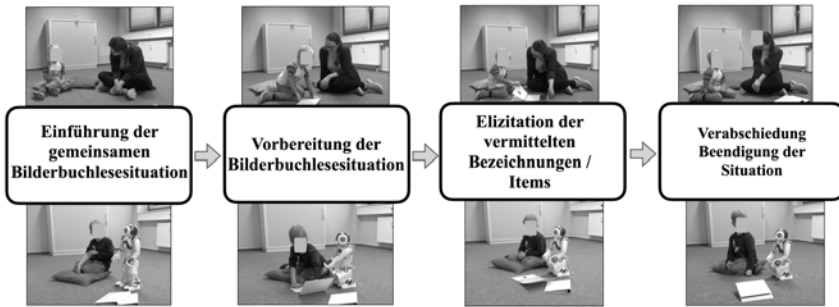 Einführung der
gemeinsamen
Bilderbuchlesesituation
Vorbereitung der
Bilderbuchlesesituation
Elizitation der
vermittelten
Bezeichnungen /
Items
Verabschiedung
Beendigung der
Situation